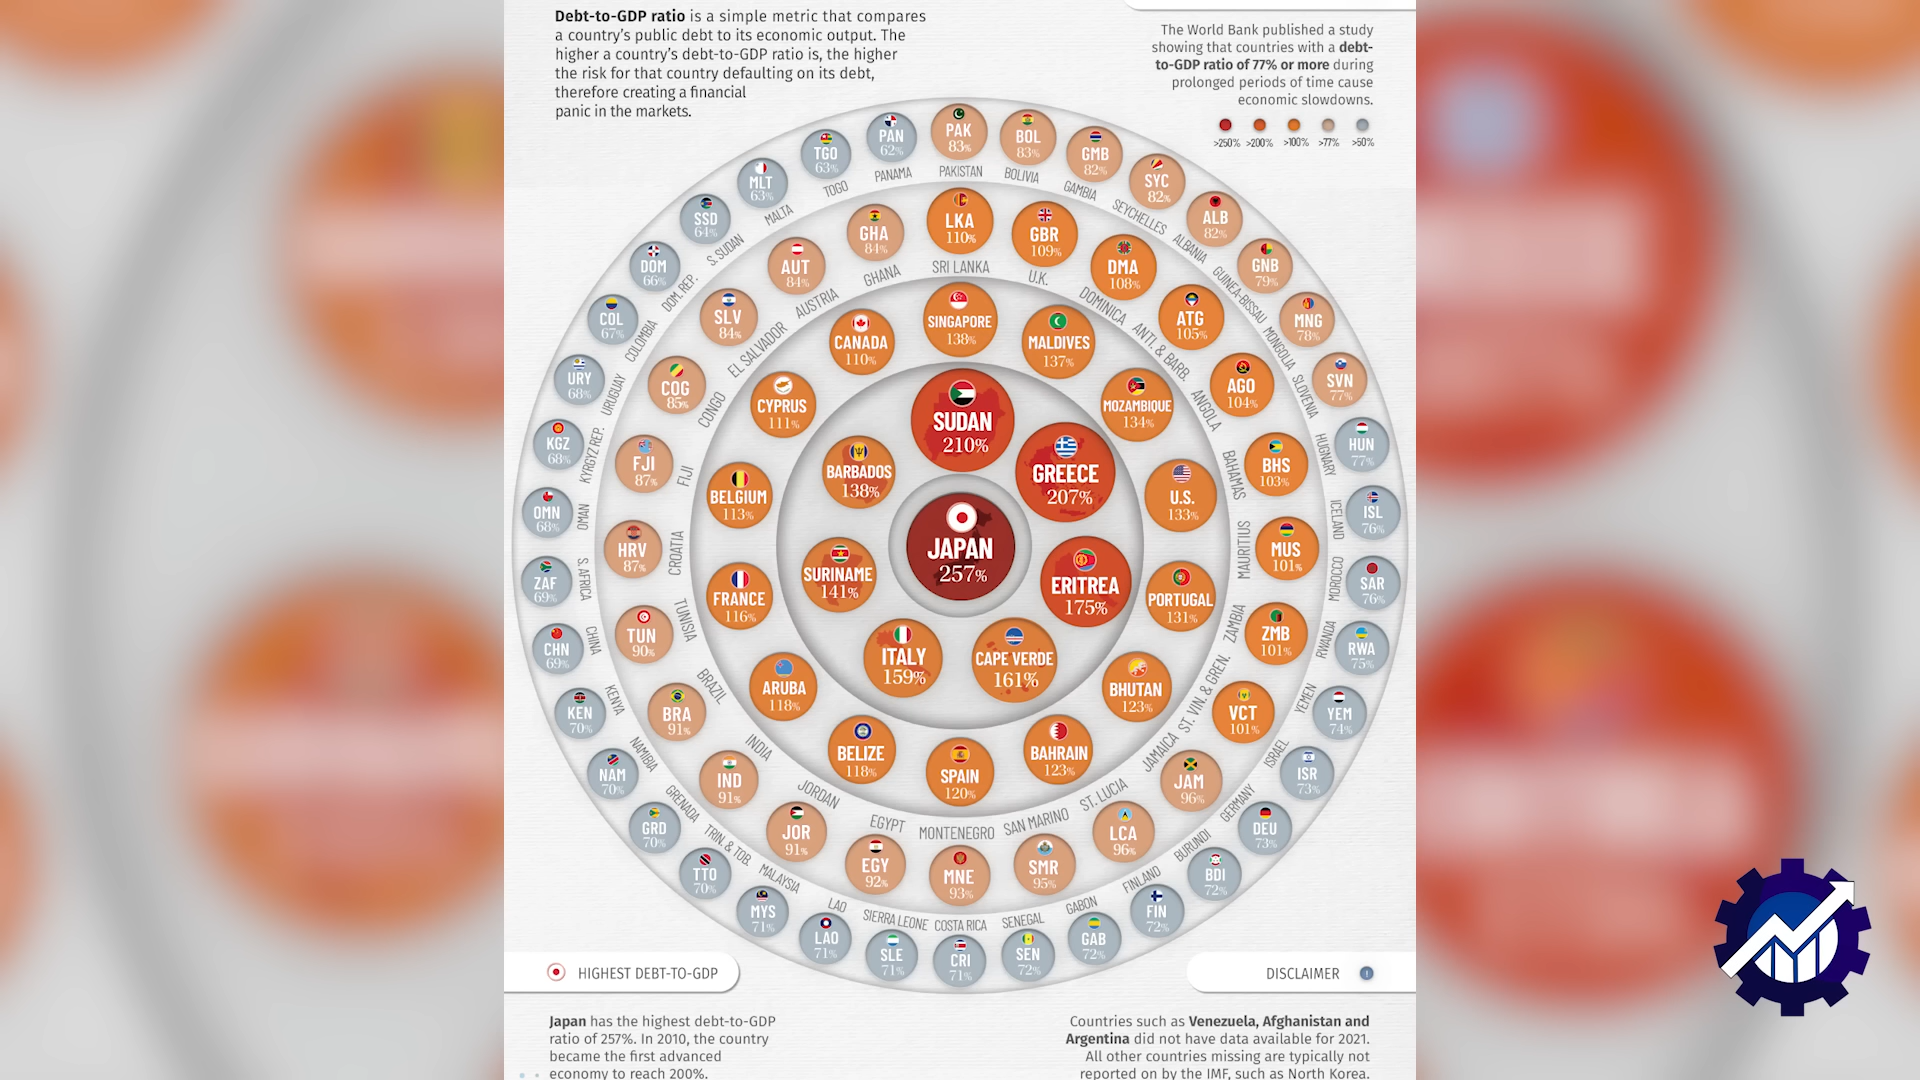 Debt-to-GDP ratio is a simple metric that compares
a country's public debt to its economic output. The
higher a country's debt-to-GDP ratio is, the higher
the risk for that country defaulting on its debt,
therefore creating a financial
panic in the markets.
The World Bank published a study
showing that countries with a debt-
to-GDP ratio of 77% or more during
prolonged periods of time cause
economic slowdowns.
>250% >200% >100% >77% >50%
JAPAN
257%
SUDAN
210%
GREECE
207%
ERITREA
175%
CAPE VERDE
161%
ITALY
159%
SURINAME
141%
BARBADOS
138%
SINGAPORE
138%
MALDIVES
137%
MOZAMBIQUE
134%
U.S.
133%
PORTUGAL
131%
BHUTAN
123%
BAHRAIN
123%
SPAIN
120%
BELIZE
118%
ARUBA
118%
FRANCE
116%
BELGIUM
113%
CYPRUS
111%
CANADA
110%
LKA
110%
SRI LANKA
GBR
109%
U.K.
DMA
108%
DOMINICA
ATG
105%
ANTI. & BARB.
AGO
104%
ANGOLA
BHS
103%
BAHAMAS
MUS
101%
MAURITIUS
ZMB
101%
ZAMBIA
VCT
101%
ST. VIN. & GREN.
JAM
96%
JAMAICA
LCA
96%
ST. LUCIA
SMR
95%
SAN MARINO
MNE
93%
MONTENEGRO
EGY
92%
EGYPT
JOR
91%
JORDAN
IND
91%
INDIA
BRA
91%
BRAZIL
TUN
90%
TUNISIA
HRV
87%
CROATIA
FJI
87%
FIJI
COG
85%
CONGO
SLV
84%
EL SALVADOR
AUT
84%
AUSTRIA
GHA
84%
GHANA
PAK
83%
PAKISTAN
BOL
83%
BOLIVIA
GMB
82%
GAMBIA
SYC
82%
SEYCHELLES
ALB
82%
ALBANIA
GNB
79%
GUINEA-BISSAU
MNG
78%
MONGOLIA
SVN
77%
SLOVENIA
HUN
77%
HUGNARY
ISL
76%
ICELAND
SAR
76%
MOROCCO
RWA
75%
RWANDA
YEM
74%
YEMEN
ISR
73%
ISRAEL
DEU
73%
GERMANY
BDI
72%
BURUNDI
FIN
72%
FINLAND
GAB
72%
GABON
SEN
72%
SENEGAL
CRI
71%
COSTA RICA
SLE
71%
SIERRA LEONE
LAO
71%
LAO
MYS
71%
MALAYSIA
TTO
70%
TRIN. & TOB.
GRD
70%
GRENADA
NAM
70%
NAMIBIA
KEN
70%
KENYA
CHN
69%
CHINA
ZAF
69%
S. AFRICA
OMN
68%
OMAN
KGZ
68%
KYRGYZ REP.
URY
68%
URUGUAY
COL
67%
COLOMBIA
DOM
66%
DOM. REP.
SSD
64%
S. SUDAN
MLT
63%
MALTA
TGO
63%
TOGO
PAN
62%
PANAMA
HIGHEST DEBT-TO-GDP
Japan has the highest debt-to-GDP
ratio of 257%. In 2010, the country
became the first advanced
economy to reach 200%.
DISCLAIMER
Countries such as Venezuela, Afghanistan and
Argentina did not have data available for 2021.
All other countries missing are typically not
reported on by the IMF, such as North Korea.